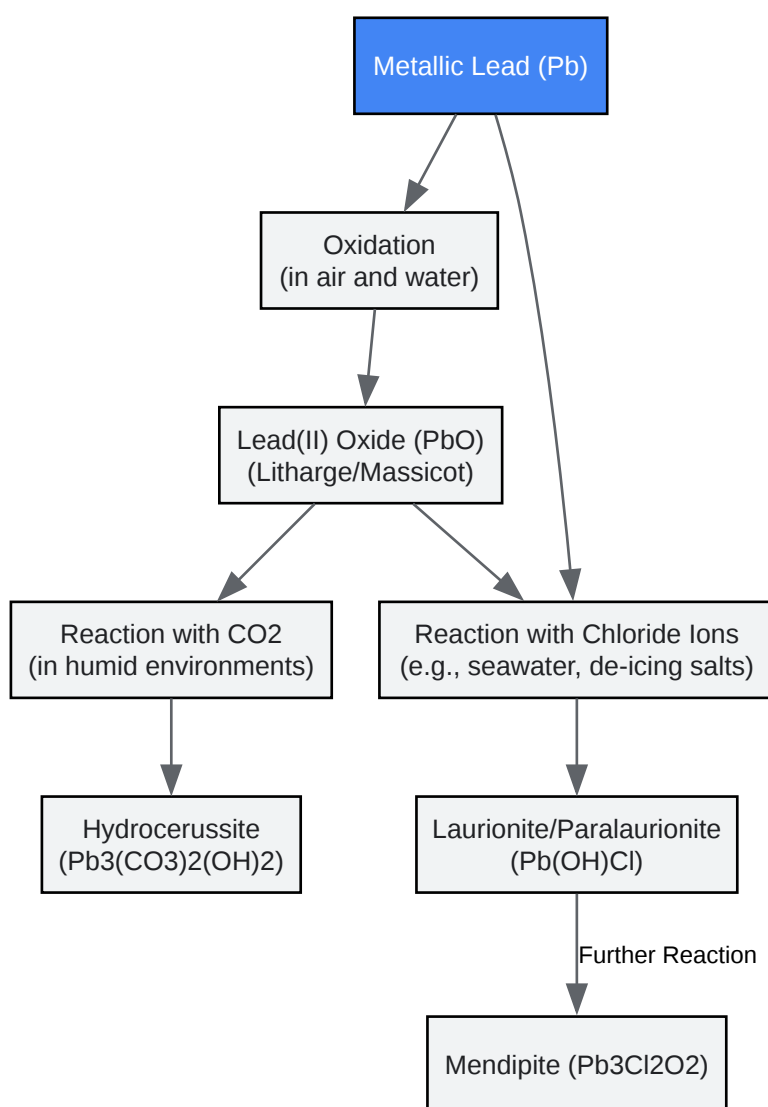 Metallic Lead (Pb)
Oxidation
(in air and water)
Lead(II) Oxide (PbO)
(Litharge/Massicot)
Reaction with CO2
(in humid environments)
Reaction with Chloride Ions
(e.g., seawater, de-icing salts)
Hydrocerussite
(Pb3(CO3)2(OH)2)
Laurionite/Paralaurionite
(Pb(OH)Cl)
Further Reaction
Mendipite (Pb3Cl2O2)